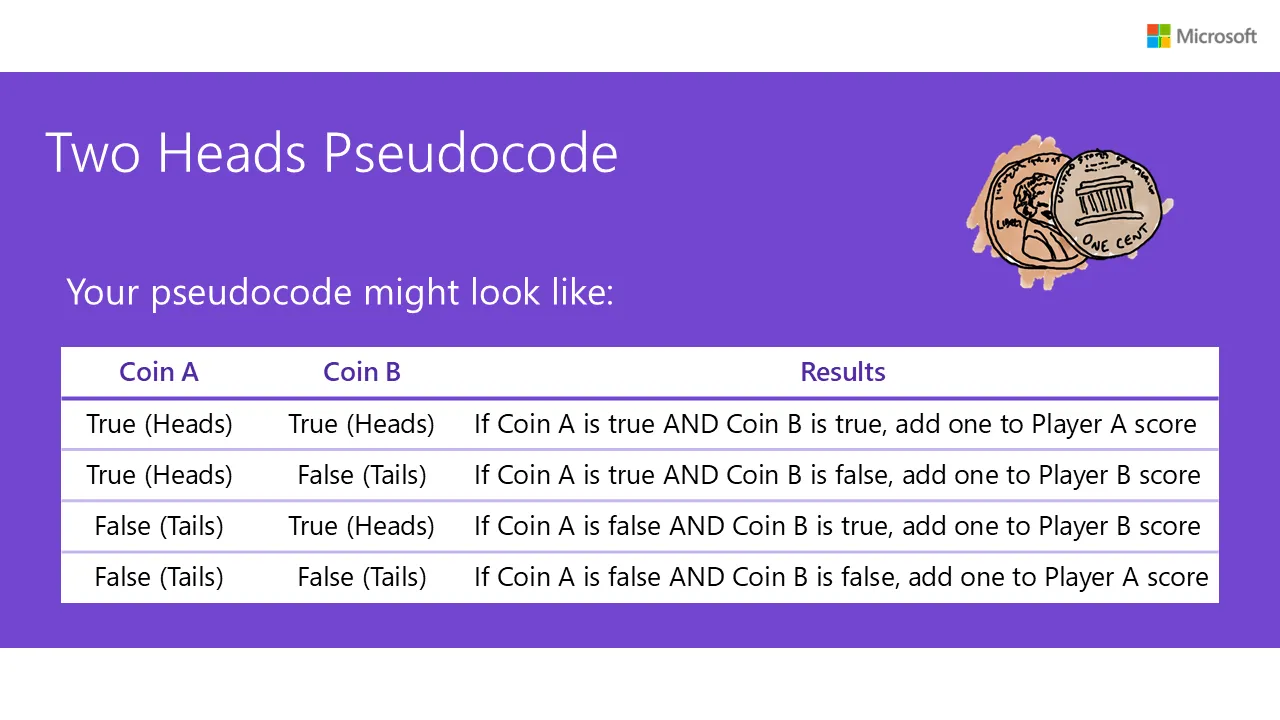 Microsoft
Two Heads Pseudocode
LIBERTY
ONE CENT
Your pseudocode might look like:
Coin A Coin B Results
True (Heads) True (Heads) If Coin A is true AND Coin B is true, add one to Player A score
True (Heads) False (Tails) If Coin A is true AND Coin B is false, add one to Player B score
False (Tails) True (Heads) If Coin A is false AND Coin B is true, add one to Player B score
False (Tails) False (Tails) If Coin A is false AND Coin B is false, add one to Player A score